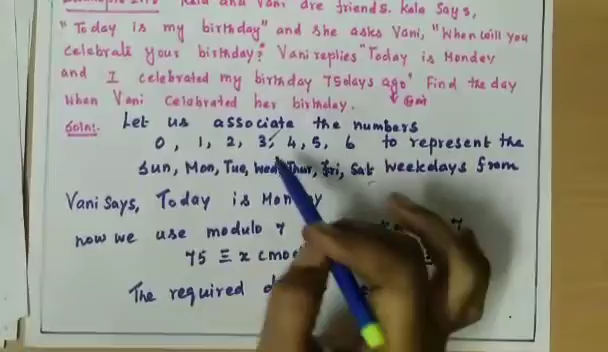 Kala and Vani are friends. Kala says,
"Today is my birthday" and she asks Vani, "When will you
celebrate your birthday?" Vani replies "Today is Monday
and I celebrated my birthday 75days ago" Find the day
when Vani celebrated her birthday.
Soln: Let us associate the numbers
0, 1, 2, 3, 4, 5, 6 to represent the
Sun, Mon, Tue, Wed, Thur, Fri, Sat weekdays from
Vani says, Today is Monday
now we use modulo 7 7
75 ≡ x (mod
The required